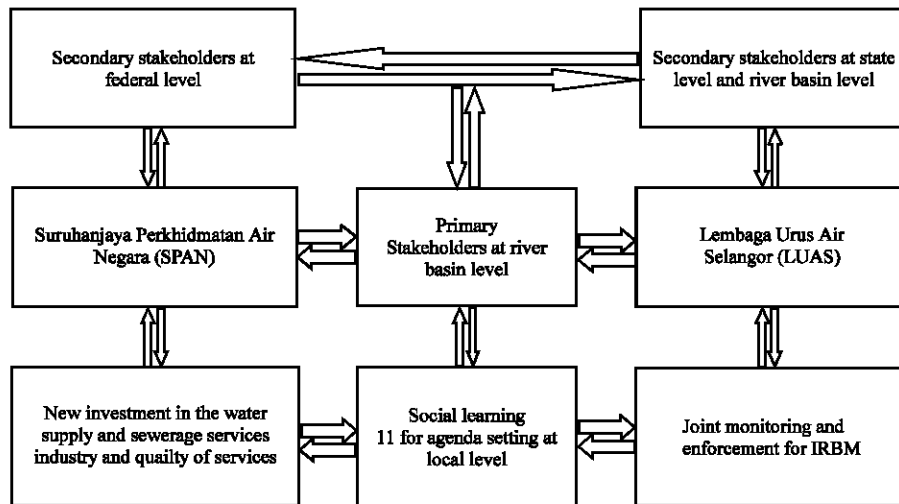 Secondary stakeholders at
federal level
Secondary stakeholders at state
level and river basin level
Suruhanjaya Perkhidmatan Air
Negara (SPAN)
Primary
Stakeholders at river
basin level
Lembaga Urus Air
Selangor (LUAS)
New investment in the water
supply and sewerage services
industry and quailty of services
Social learning
11 for agenda setting at
local level
Joint monitoring and
enforcement for IRBM